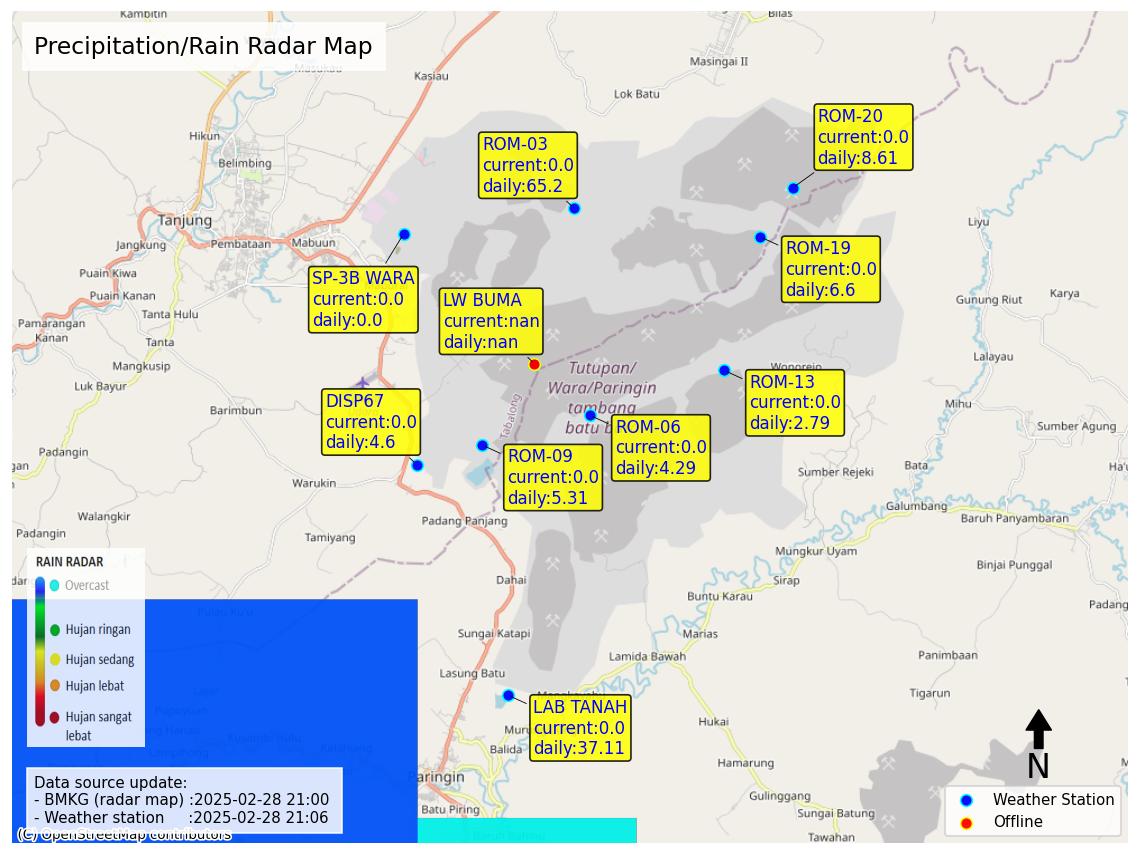 Precipitation/Rain Radar Map
Kambitin
Bilas
Masingai II
Masukau
Kasiau
Lok Batu
Hikun
Belimbing
ROM-03
current:0.0
daily:65.2
ROM-20
current:0.0
daily:8.61
Tanjung
Jangkung
Pembataan
Mabuun
Liyu
SP-3B WARA
current:0.0
daily:0.0
ROM-19
current:0.0
daily:6.6
Puain Kiwa
Puain Kanan
Tanta Hulu
LW BUMA
current:nan
daily:nan
Gunung Riut
Karya
Pamarangan
Kanan
Tanta
Mangkusip
Luk Bayur
Lalayau
Wonorejo
Tutupan/
Wara/Paringin
tambang
batu b
Tabalong
ROM-13
current:0.0
daily:2.79
Barimbun
DISP67
current:0.0
daily:4.6
Mihu
ROM-06
current:0.0
daily:4.29
Sumber Agung
ROM-09
current:0.0
daily:5.31
gan
Warukin
Sumber Rejeki
Bata
Ha'u
Walangkir
Padangin
Padang Panjang
Galumbang
Baruh Panyambaran
Tamiyang
Mungkur Uyam
Binjai Punggal
RAIN RADAR
Overcast
Hujan ringan
Hujan sedang
Hujan lebat
Hujan sangat
lebat
Dahai
Sirap
Buntu Karau
Padang
Pulau Ku'u
Sungai Katapi
Marias
Lamida Bawah
Panimbaan
Lasung Batu
Tigarun
LAB TANAH
current:0.0
daily:37.11
Muru
Balida
Hukai
Hamarung
N
Paringin
Batu Piring
Gulinggang
Sungai Batung
Tawahan
Baruh Bahinu
Data source update:
- BMKG (radar map) :2025-02-28 21:00
- Weather station :2025-02-28 21:06
(C) OpenStreetMap contributors
Weather Station
Offline